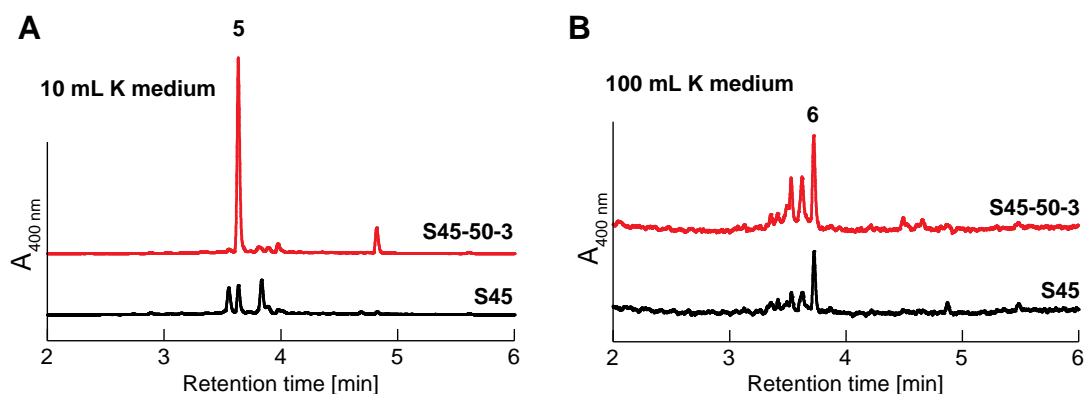 A
5
10 mL K medium
S45-50-3
S45
A400 nm
2 3 4 5 6
Retention time [min]
B
100 mL K medium
6
S45-50-3
S45
A400 nm
2 3 4 5 6
Retention time [min]